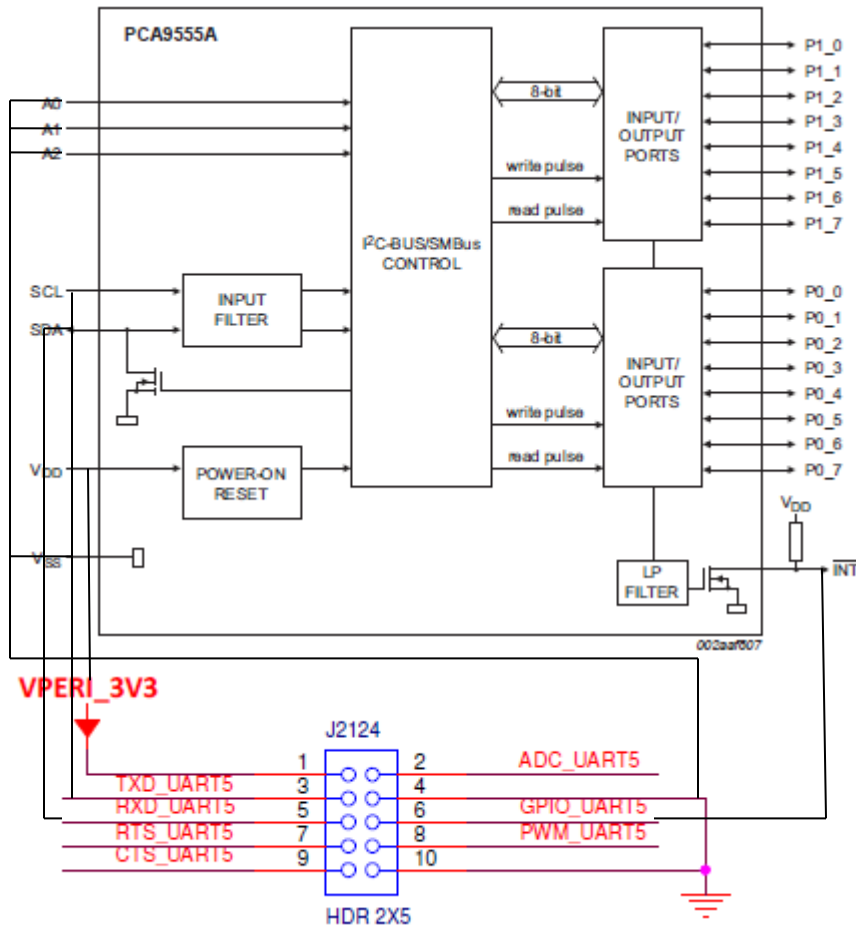 PCA9555A
A0
A1
A2
SCL
SDA
VDD
VSS
INPUT
FILTER
POWER-ON
RESET
I²C-BUS/SMBus
CONTROL
8-bit
write pulse
read pulse
INPUT/
OUTPUT
PORTS
P1_0
P1_1
P1_2
P1_3
P1_4
P1_5
P1_6
P1_7
8-bit
write pulse
read pulse
INPUT/
OUTPUT
PORTS
P0_0
P0_1
P0_2
P0_3
P0_4
P0_5
P0_6
P0_7
VDD
LP
FILTER
INT
002aaf607
VPERI_3V3
J2124
1 2 ADC_UART5
TXD_UART5 3 4
RXD_UART5 5 6 GPIO_UART5
RTS_UART5 7 8 PWM_UART5
CTS_UART5 9 10
HDR 2X5